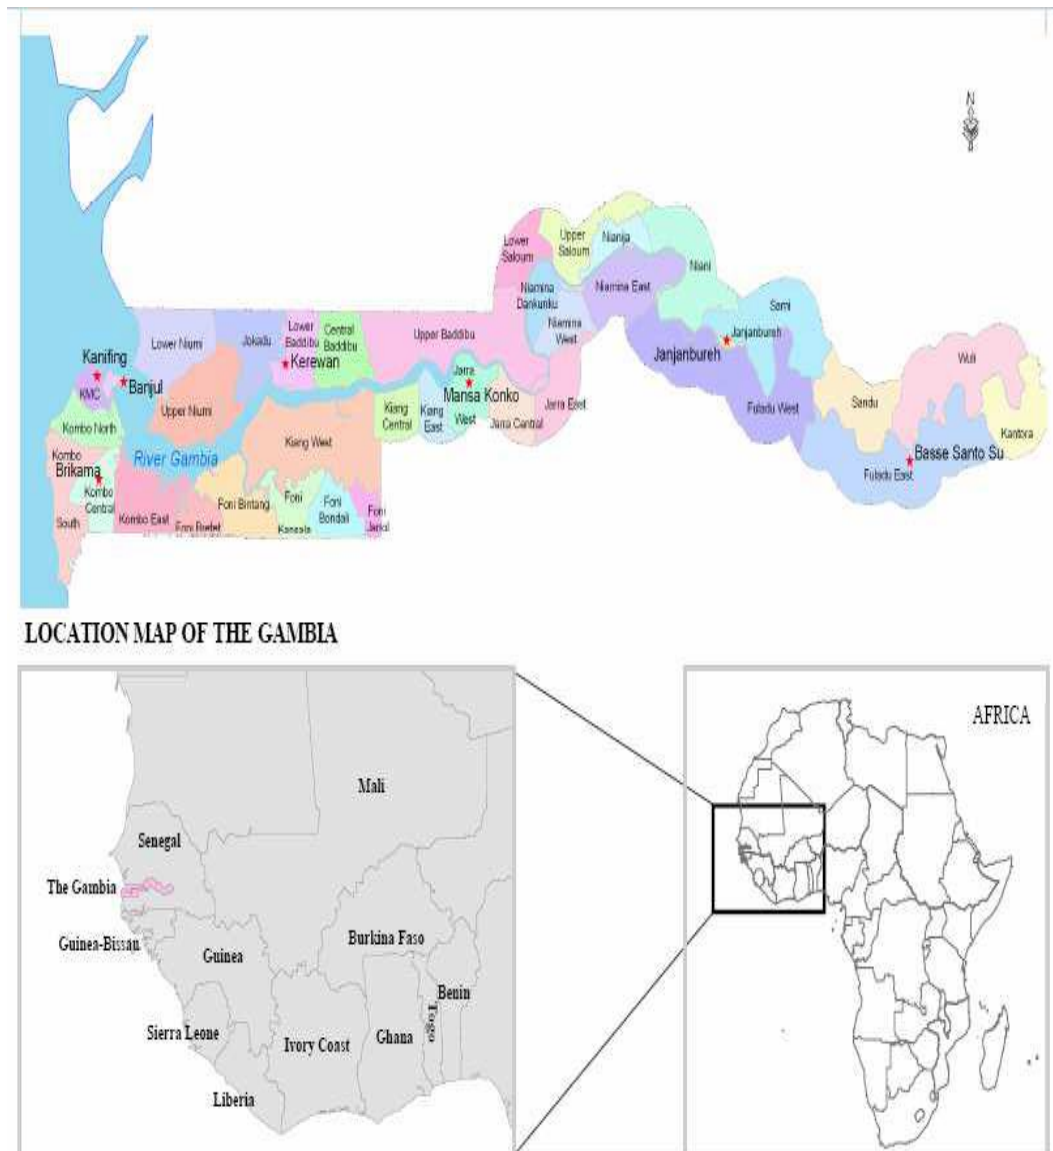 N
Lower
Saloum
Upper
Saloum
Nianija
Niani
Niamina East
Niamina
Dankunku
Niamina
West
Sami
Janjanbureh
Janjanbureh
Lower Niumi
Jokadu
Lower
Baddibu
Central
Baddibu
Upper Baddibu
Kerewan
Kanifing
KMC
Banjul
Upper Niumi
Kombo North
River Gambia
Kiang West
Kiang
Central
Kiang
East
Jarra
Mansa Konko
West
Jarra Central
Jarra East
Fuladu West
Sandu
Wuli
Kantora
Basse Santo Su
Fuladu East
Kombo
Brikama
Kombo
Central
South
Kombo East
Foni Bintang
Foni
Foni
Bondali
Foni
LOCATION MAP OF THE GAMBIA
AFRICA
Mali
Senegal
The Gambia
Guinea-Bissau
Guinea
Burkina Faso
Benin
Togo
Sierra Leone
Ivory Coast
Ghana
Liberia